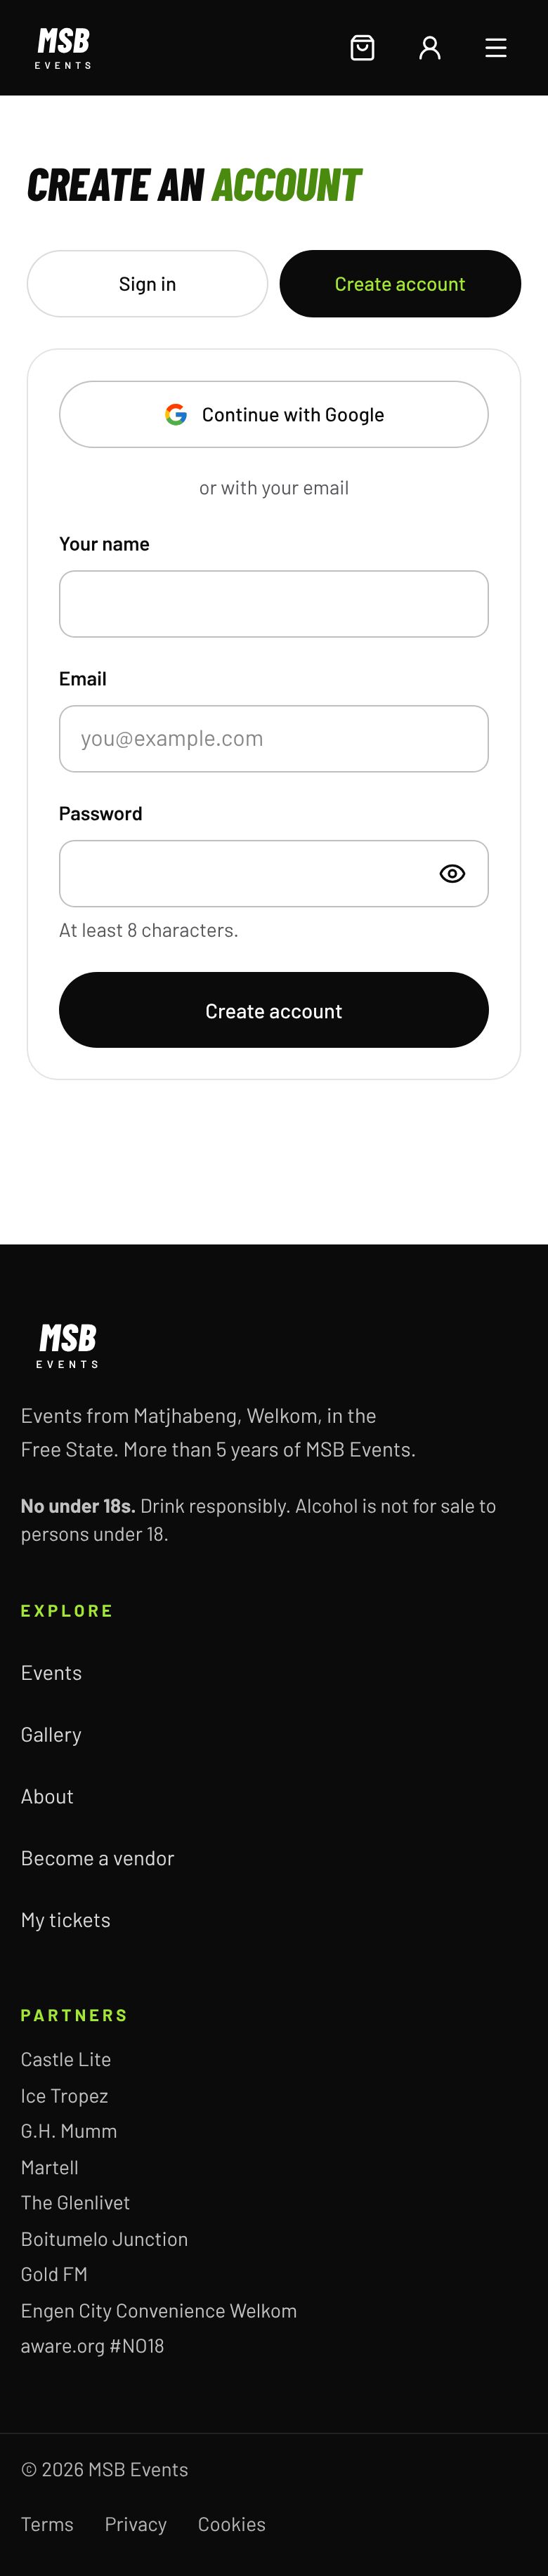 MSB
EVENTS
CREATE AN ACCOUNT
Sign in
Create account
Continue with Google
or with your email
Your name
Email
you@example.com
Password
At least 8 characters.
Create account
MSB
EVENTS
Events from Matjhabeng, Welkom, in the
Free State. More than 5 years of MSB Events.
No under 18s. Drink responsibly. Alcohol is not for sale to
persons under 18.
EXPLORE
Events
Gallery
About
Become a vendor
My tickets
PARTNERS
Castle Lite
Ice Tropez
G.H. Mumm
Martell
The Glenlivet
Boitumelo Junction
Gold FM
Engen City Convenience Welkom
aware.org #NO18
© 2026 MSB Events
Terms Privacy Cookies